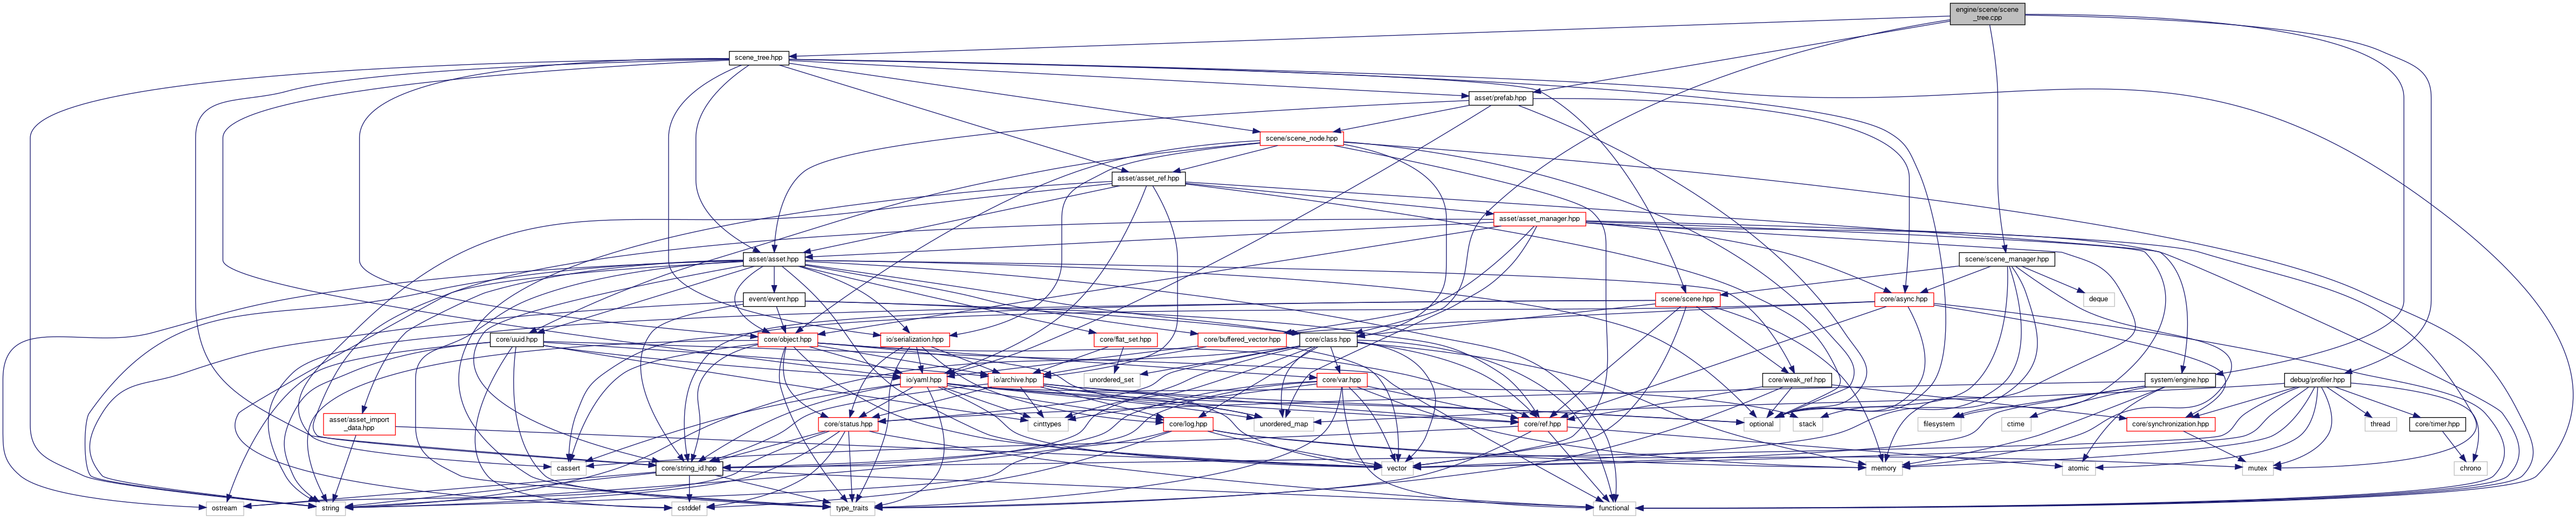 engine/scene/scene
_tree.cpp
scene_tree.hpp
asset/prefab.hpp
scene/scene_node.hpp
asset/asset_ref.hpp
asset/asset_manager.hpp
asset/asset.hpp
scene/scene_manager.hpp
event/event.hpp
scene/scene.hpp
core/async.hpp
deque
core/uuid.hpp
core/object.hpp
io/serialization.hpp
core/flat_set.hpp
core/buffered_vector.hpp
core/class.hpp
io/yaml.hpp
io/archive.hpp
unordered_set
core/var.hpp
core/weak_ref.hpp
system/engine.hpp
debug/profiler.hpp
asset/asset_import
_data.hpp
core/status.hpp
cinttypes
core/log.hpp
unordered_map
core/ref.hpp
optional
stack
filesystem
ctime
core/synchronization.hpp
thread
core/timer.hpp
cassert
core/string_id.hpp
vector
memory
atomic
mutex
chrono
ostream
string
cstddef
type_traits
functional